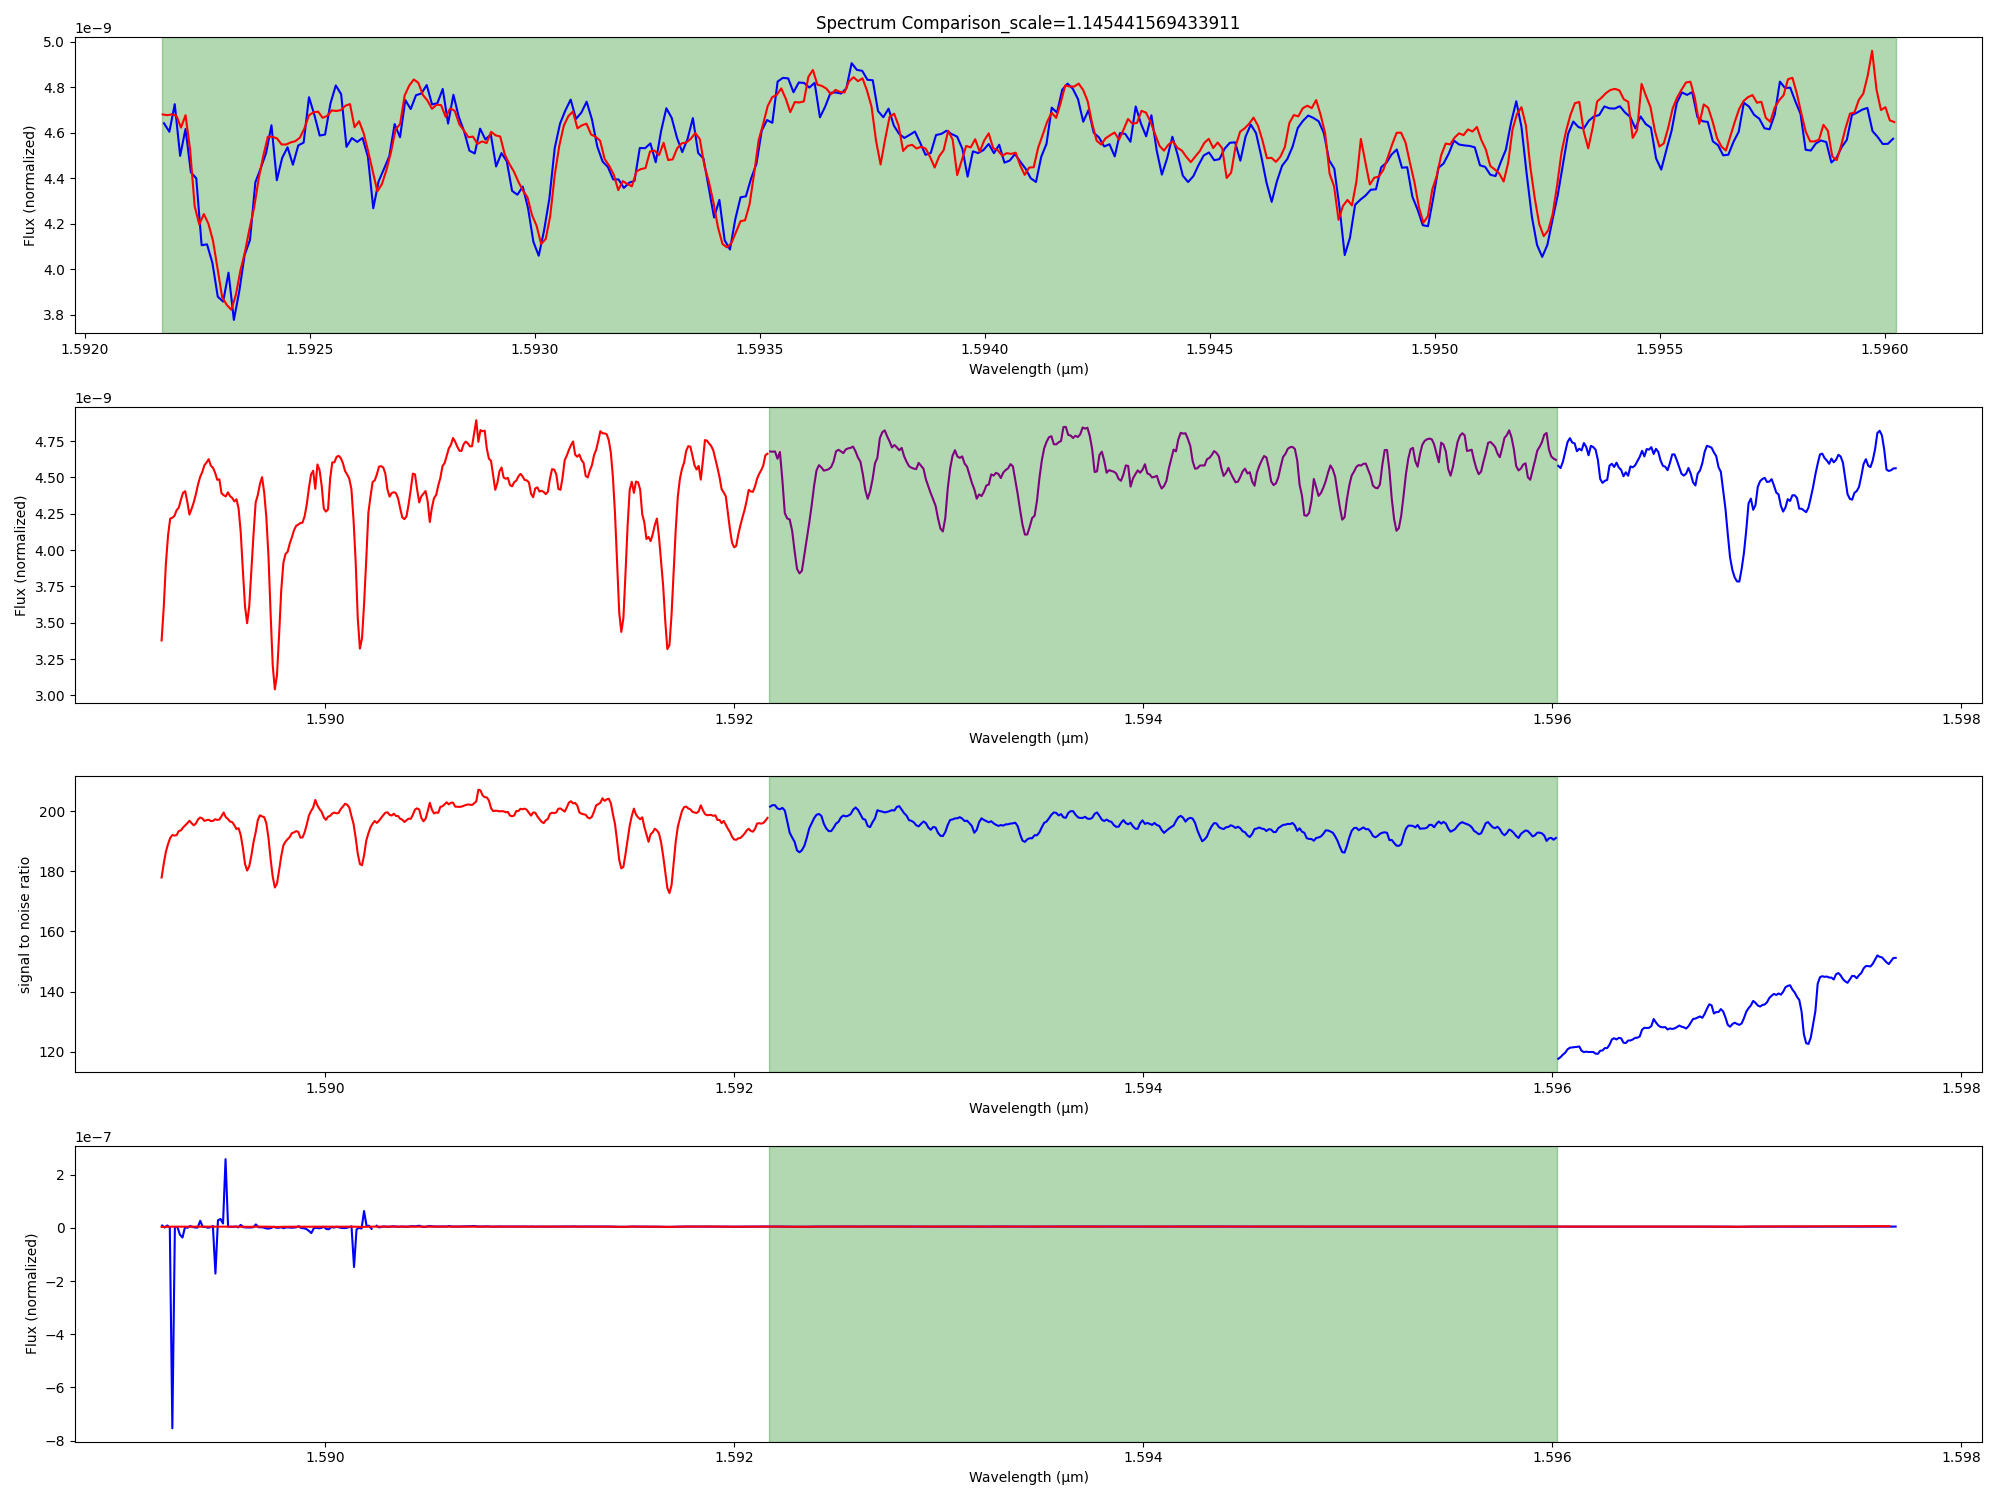 Spectrum Comparison_scale=1.145441569433911
1e−9
5.0
4.8
4.6
4.4
4.2
4.0
3.8
Flux (normalized)
1.5920 1.5925 1.5930 1.5935 1.5940 1.5945 1.5950 1.5955 1.5960
Wavelength (μm)
1e−9
4.75
4.50
4.25
4.00
3.75
3.50
3.25
3.00
Flux (normalized)
1.590 1.592 1.594 1.596 1.598
Wavelength (μm)
200
180
160
140
120
signal to noise ratio
1.590 1.592 1.594 1.596 1.598
Wavelength (μm)
1e−7
2
0
−2
−4
−6
−8
Flux (normalized)
1.590 1.592 1.594 1.596 1.598
Wavelength (μm)